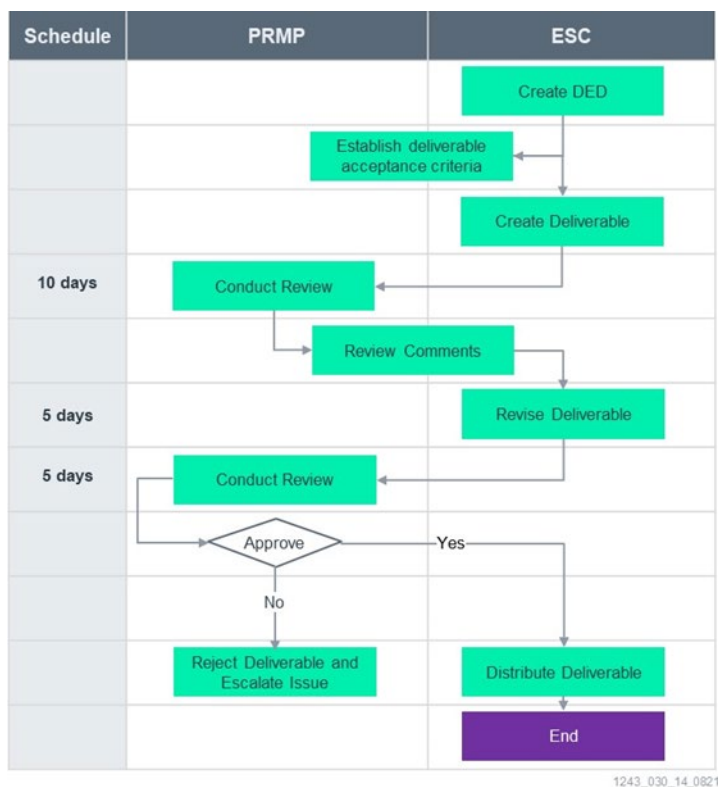 Schedule
PRMP
ESC
Create DED
Establish deliverable
acceptance criteria
Create Deliverable
10 days
Conduct Review
Review Comments
5 days
Revise Deliverable
5 days
Conduct Review
Approve
Yes
No
Reject Deliverable and
Escalate Issue
Distribute Deliverable
End
1243_030_14_0821